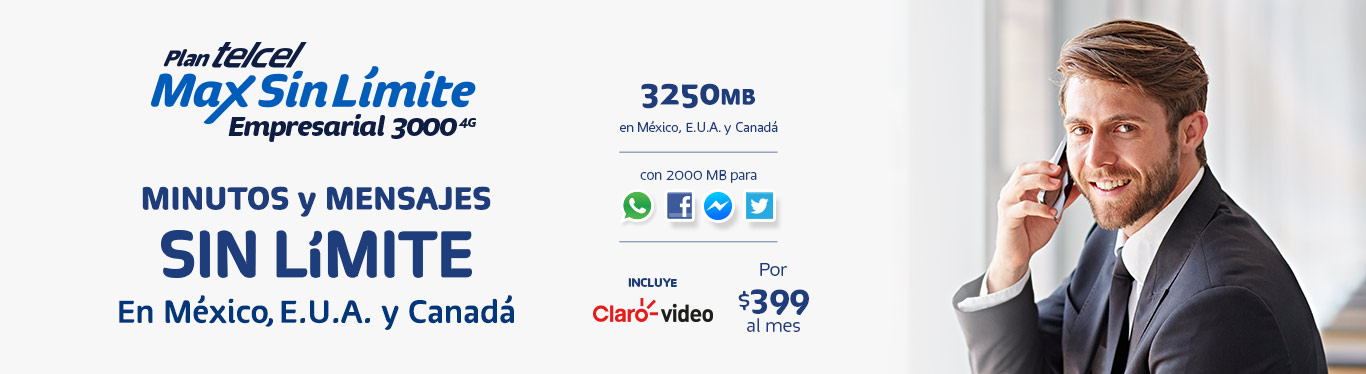 Plan telcel
Max Sin Límite
Empresarial 3000 4G
MINUTOS y MENSAJES
SIN LíMITE
En México, E.U.A. y Canadá
3250MB
en México, E.U.A. y Canadá
con 2000 MB para
INCLUYE
Claro video
Por
$399
al mes